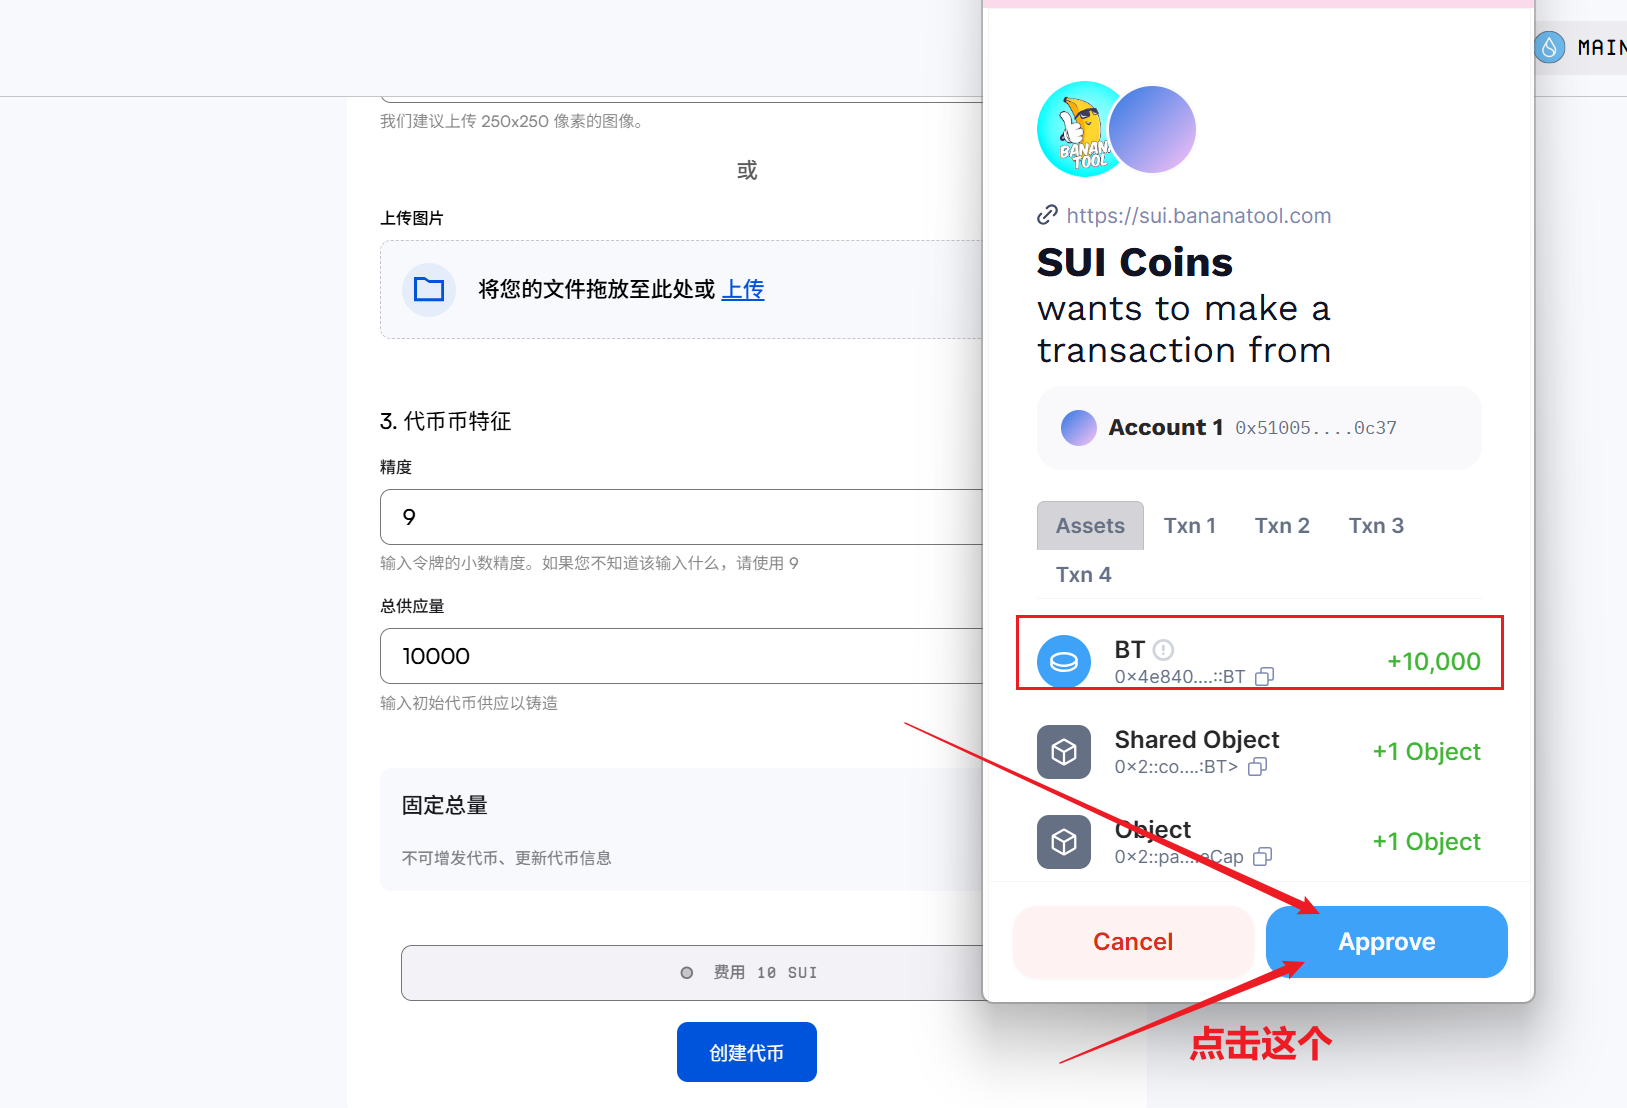 我们建议上传 250x250 像素的图像。
或
上传图片
将您的文件拖放至此处或 上传
3. 代币币特征
精度
9
输入令牌的小数精度。如果您不知道该输入什么，请使用 9
总供应量
10000
输入初始代币供应以铸造
固定总量
不可增发代币、更新代币信息
费用 10 SUI
创建代币
MAIN
BANANA
TOOL
https://sui.bananatool.com
SUI Coins
wants to make a
transaction from
Account 1 0x51005....0c37
Assets Txn 1 Txn 2 Txn 3
Txn 4
BT
+10,000
0×4e840....::BT
Shared Object
+1 Object
0×2::co....:BT>
Object
+1 Object
0×2::pa....eCap
Cancel
Approve
点击这个